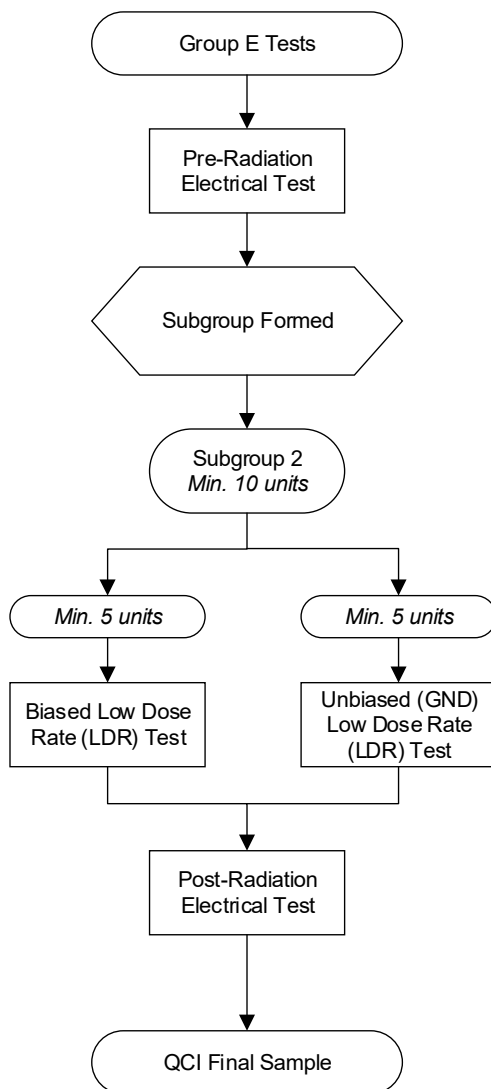 Group E Tests
Pre-Radiation
Electrical Test
Subgroup Formed
Subgroup 2
Min. 10 units
Min. 5 units
Min. 5 units
Biased Low Dose
Rate (LDR) Test
Unbiased (GND)
Low Dose Rate
(LDR) Test
Post-Radiation
Electrical Test
QCI Final Sample